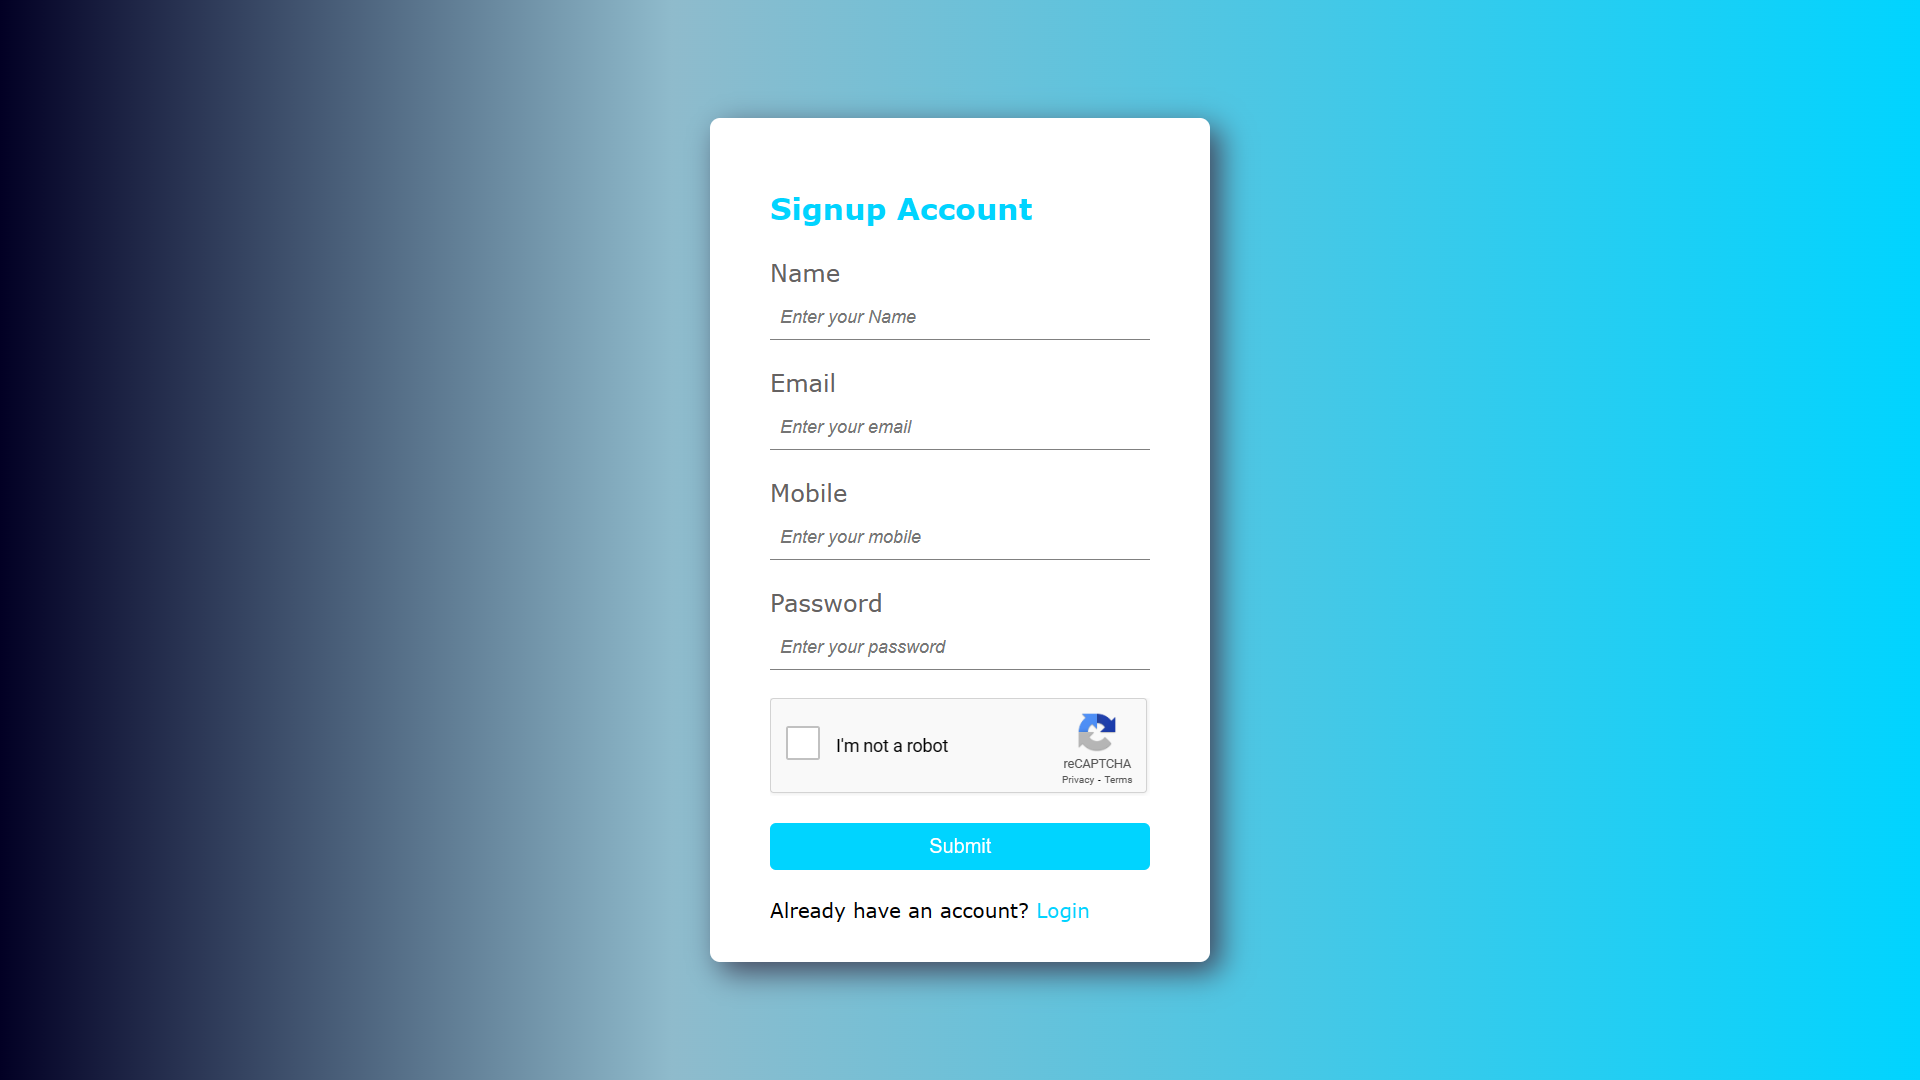 Signup Account
Name
Enter your Name
Email
Enter your email
Mobile
Enter your mobile
Password
Enter your password
I'm not a robot
reCAPTCHA
Privacy - Terms
Submit
Already have an account? Login